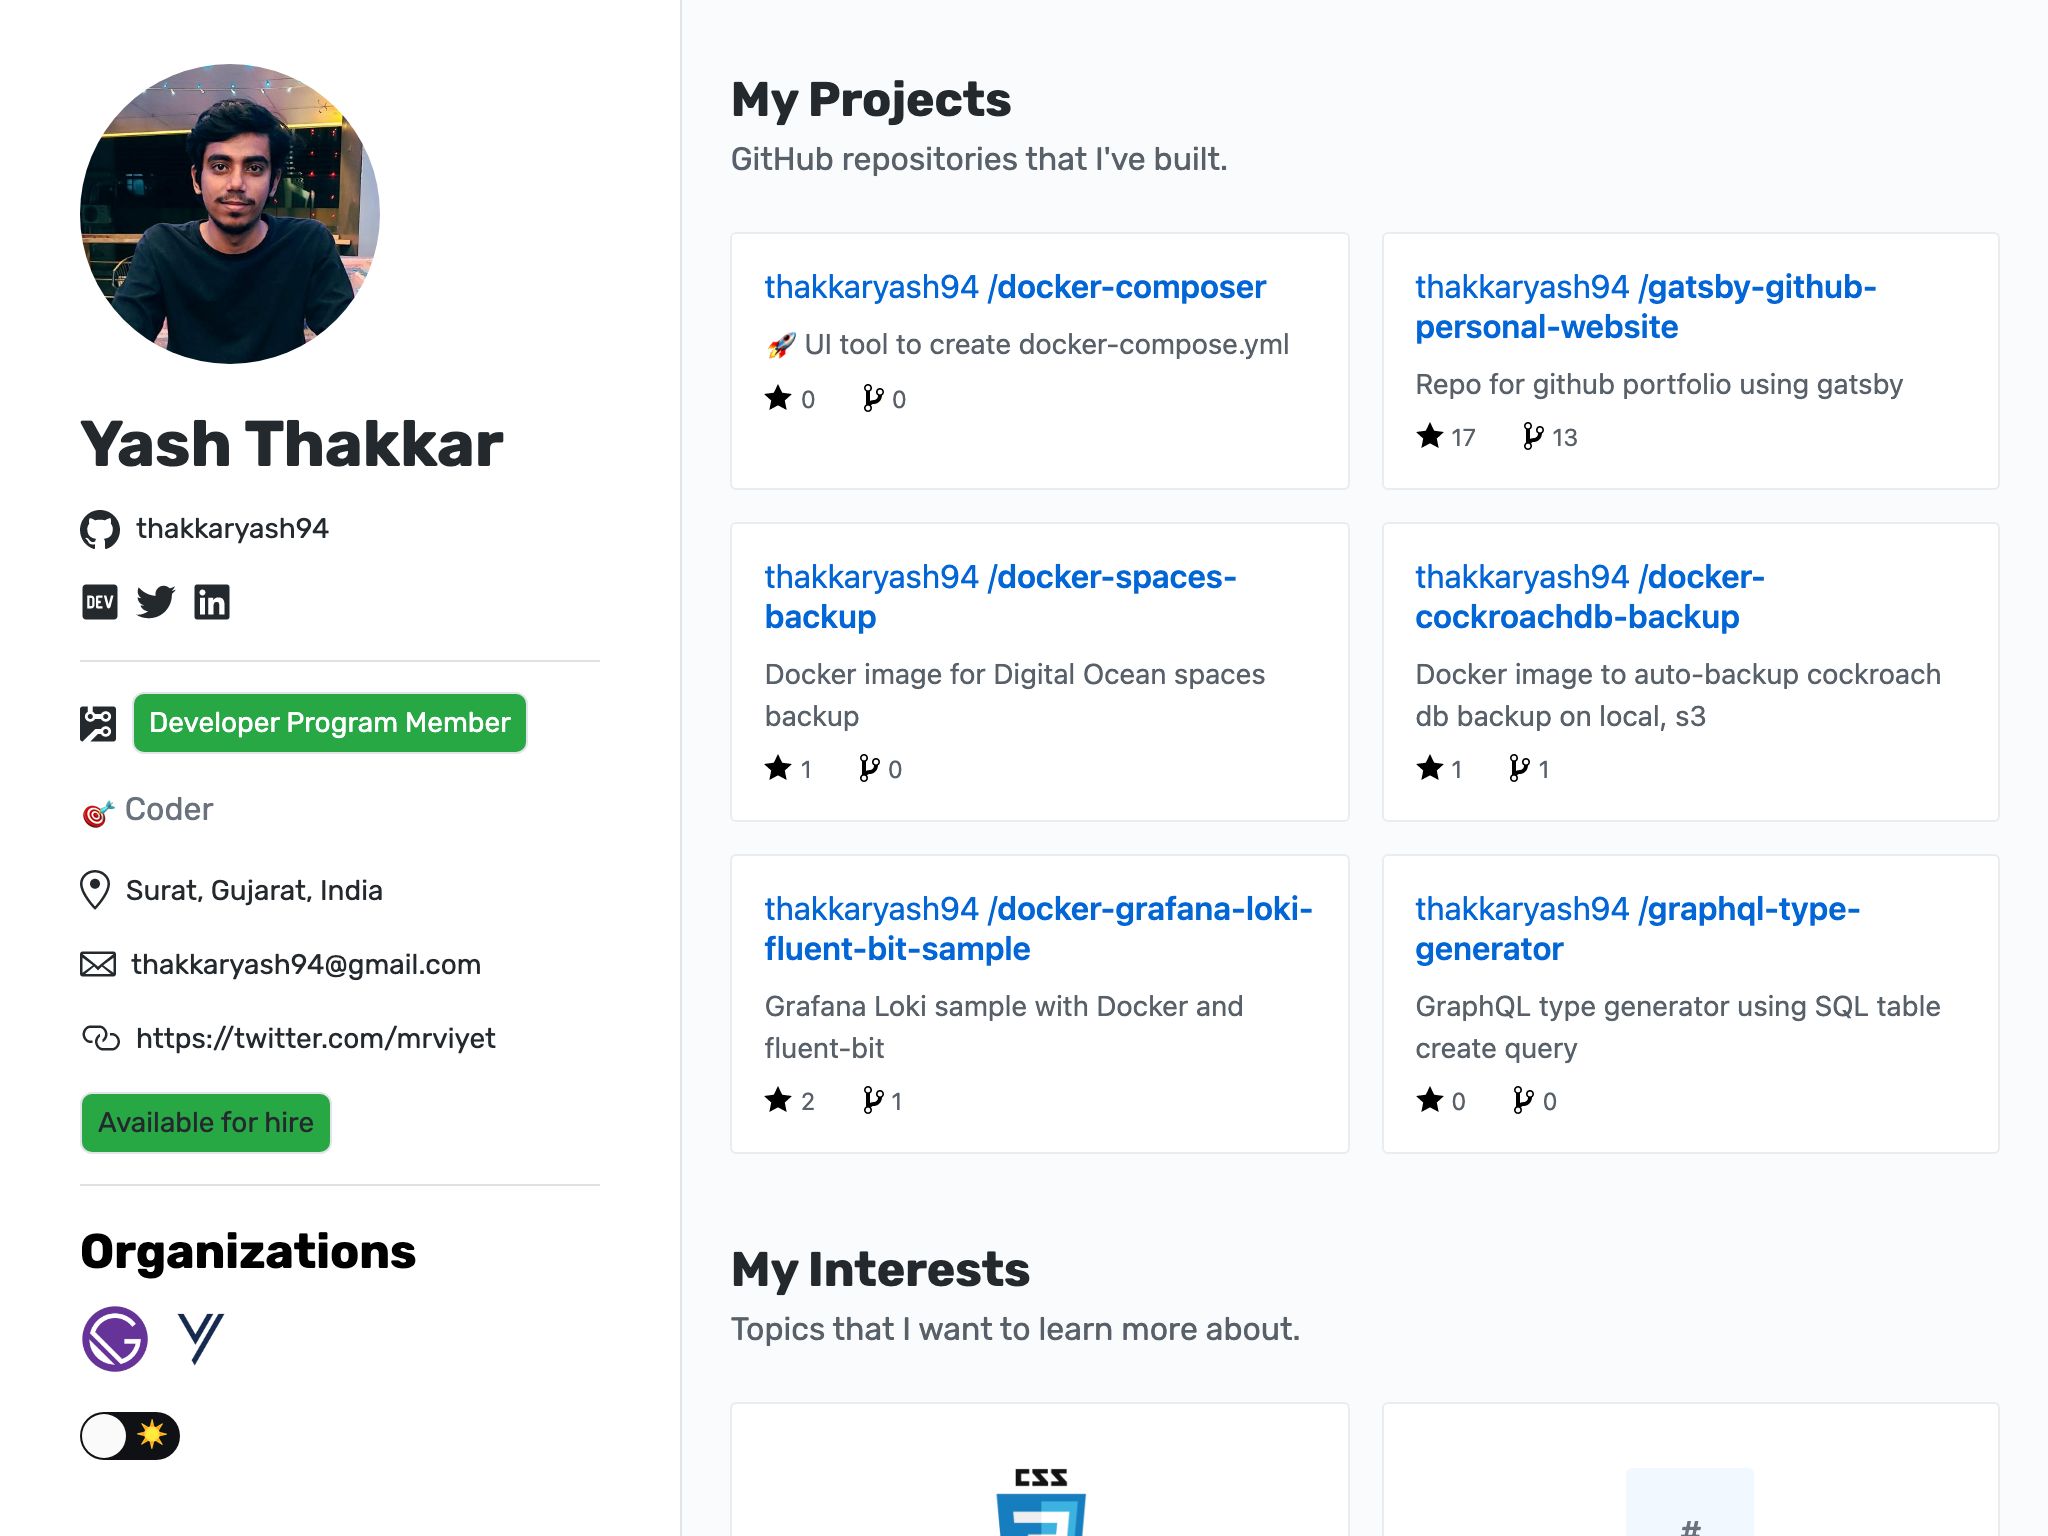 Yash Thakkar
thakkaryash94
DEV
in
Developer Program Member
🎯 Coder
Surat, Gujarat, India
thakkaryash94@gmail.com
https://twitter.com/mrviyet
Available for hire
Organizations
My Projects
GitHub repositories that I've built.
thakkaryash94 /docker-composer
🚀 UI tool to create docker-compose.yml
0 0
thakkaryash94 /gatsby-github-
personal-website
Repo for github portfolio using gatsby
17 13
thakkaryash94 /docker-spaces-
backup
Docker image for Digital Ocean spaces
backup
1 0
thakkaryash94 /docker-
cockroachdb-backup
Docker image to auto-backup cockroach
db backup on local, s3
1 1
thakkaryash94 /docker-grafana-loki-
fluent-bit-sample
Grafana Loki sample with Docker and
fluent-bit
2 1
thakkaryash94 /graphql-type-
generator
GraphQL type generator using SQL table
create query
0 0
My Interests
Topics that I want to learn more about.
CSS
#